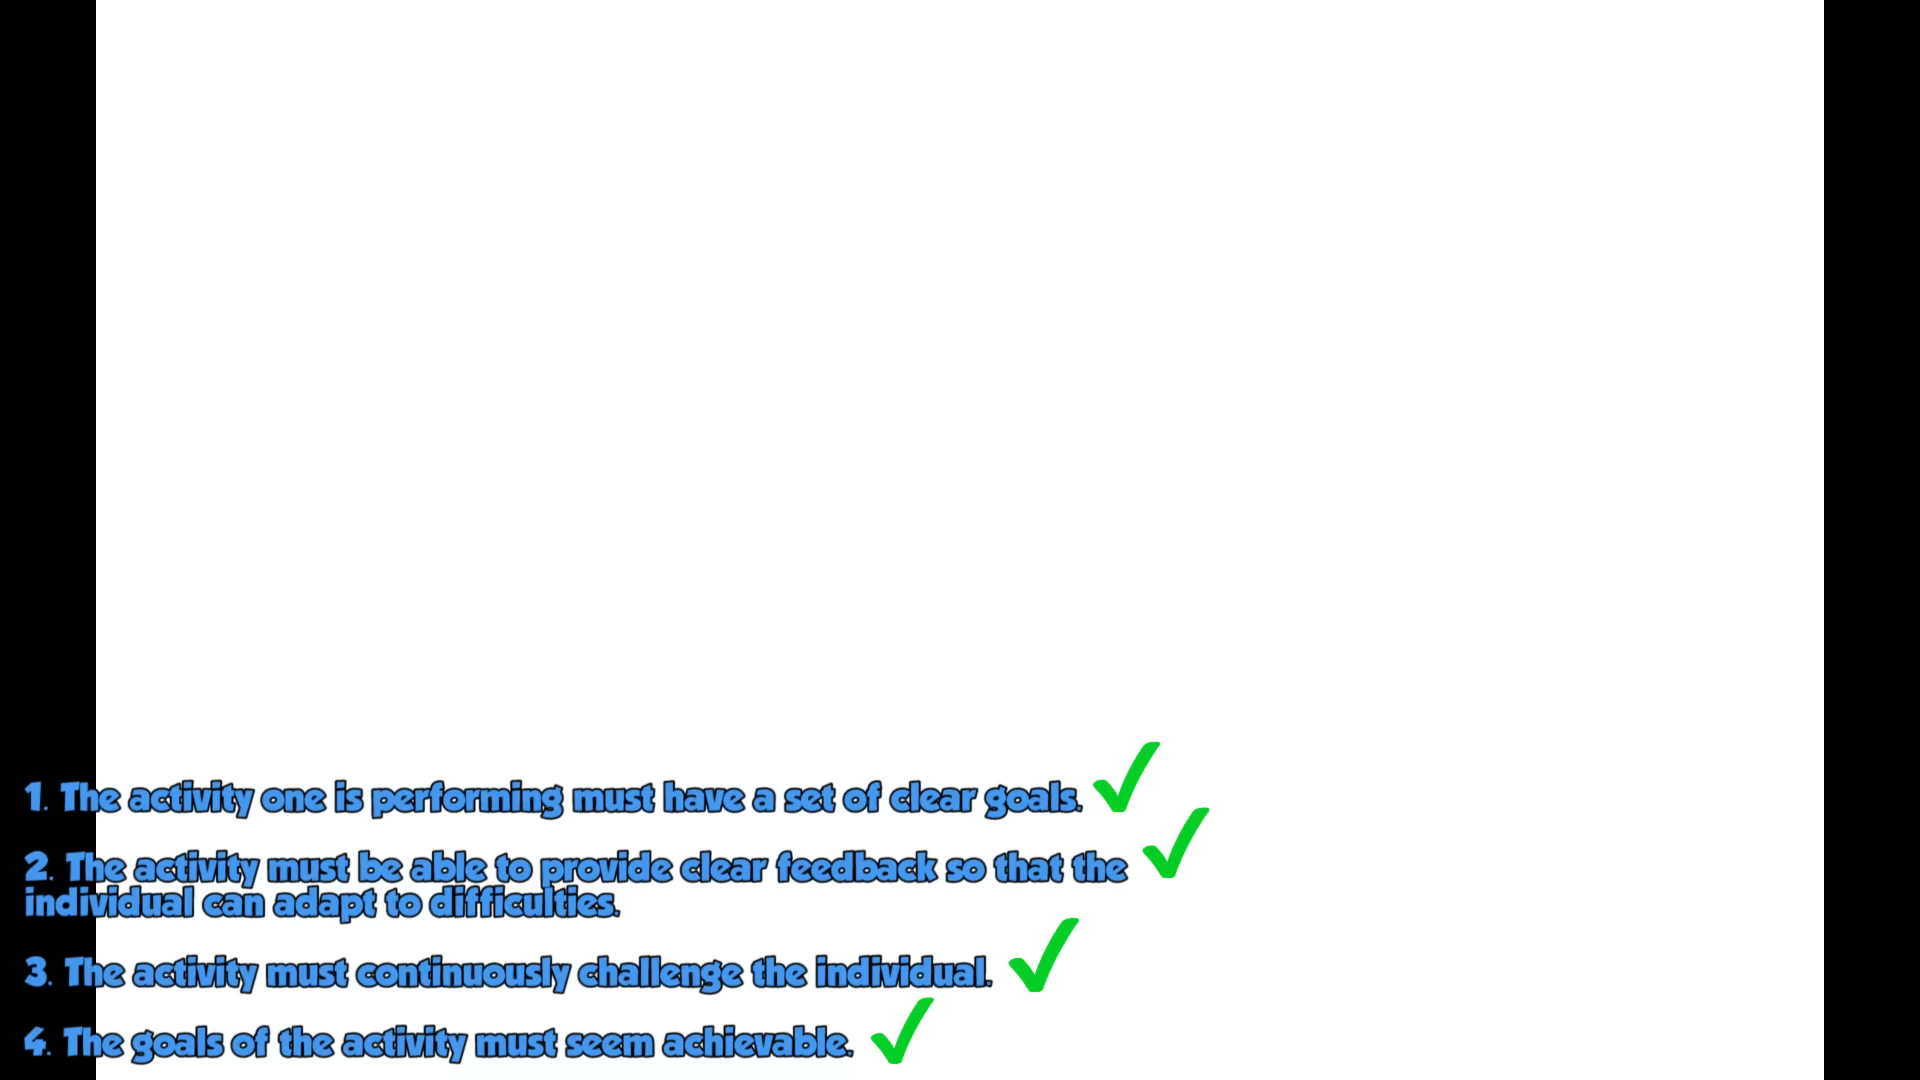 1. The activity one is performing must have a set of clear goals.
2. The activity must be able to provide clear feedback so that the
individual can adapt to difficulties.
3. The activity must continuously challenge the individual.
4. The goals of the activity must seem achievable.